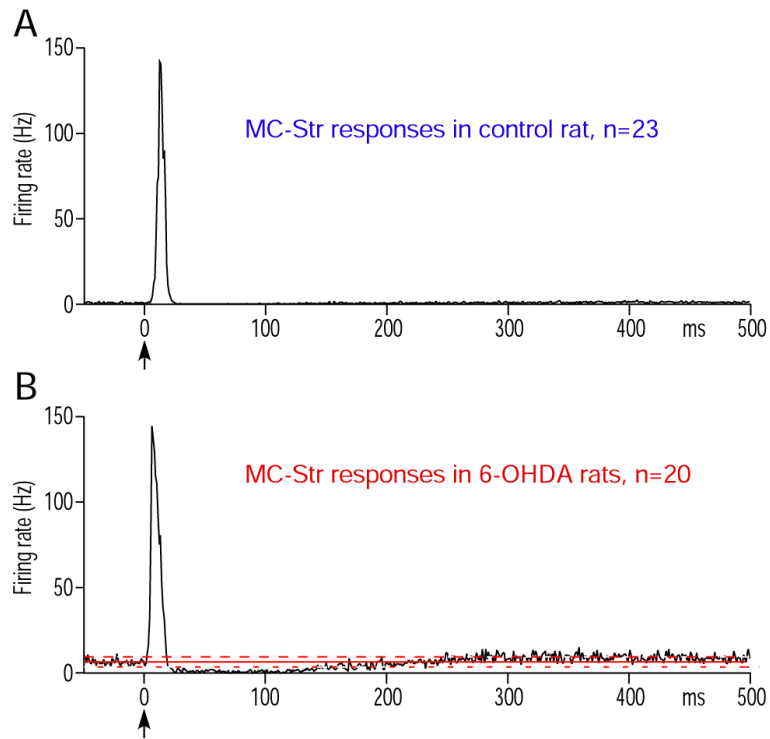 A
150
100
50
0
Firing rate (Hz)
MC-Str responses in control rat, n=23
0 100 200 300 400 ms 500
B
150
100
50
0
Firing rate (Hz)
MC-Str responses in 6-OHDA rats, n=20
0 100 200 300 400 ms 500